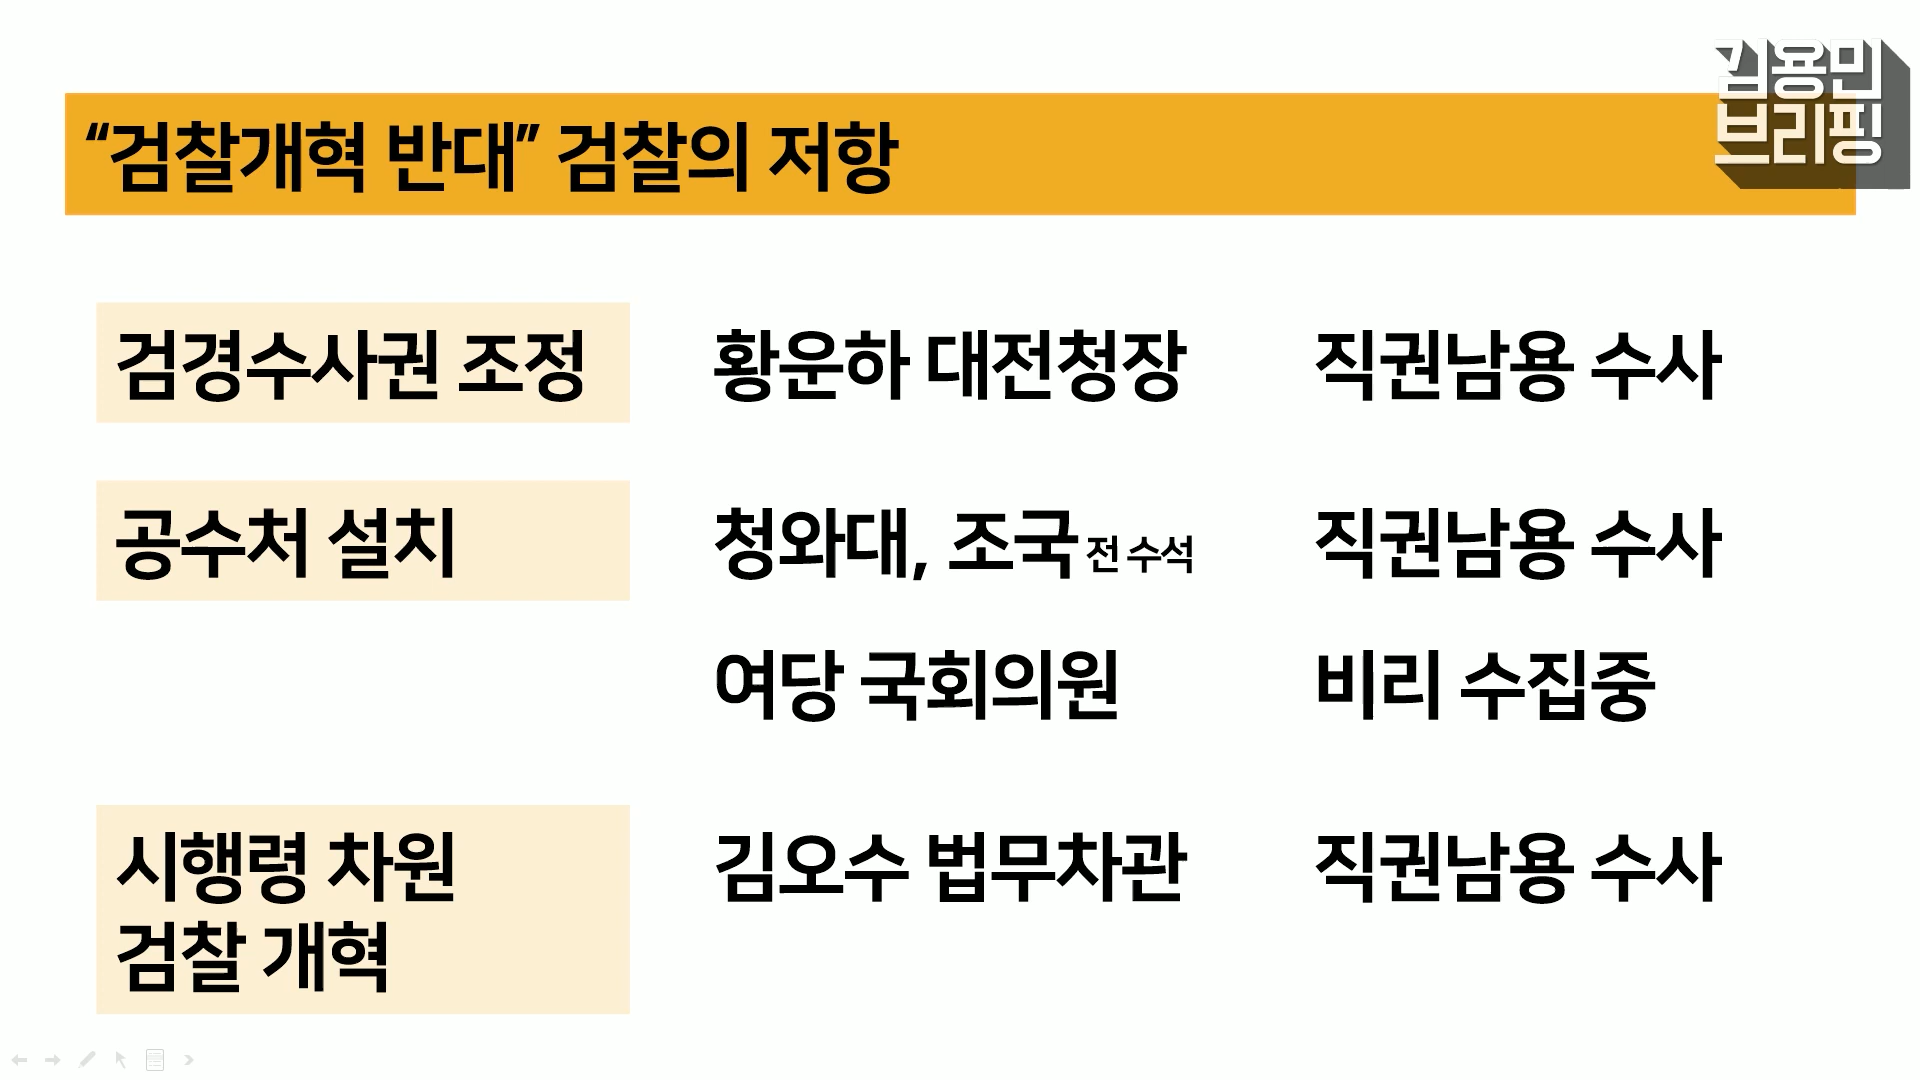 김용민
브리핑
“검찰개혁 반대” 검찰의 저항
검경수사권 조정 황운하 대전청장 직권남용 수사
공수처 설치 청와대, 조국 전 수석 직권남용 수사
여당 국회의원 비리 수집중
시행령 차원 김오수 법무차관 직권남용 수사
검찰 개혁